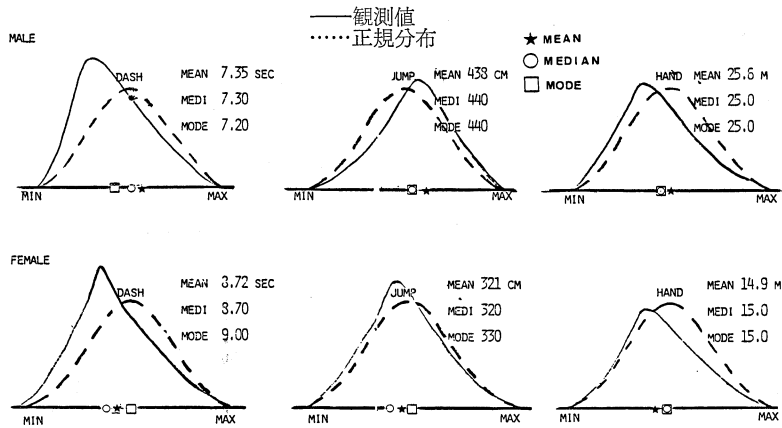 観測値
正規分布
★ MEAN
○ MEDIAN
□ MODE
MALE
DASH
MEAN 7.35 SEC
MEDI 7.30
MODE 7.20
MIN MAX
JUMP
MEAN 438 CM
MEDI 440
MODE 440
MIN MAX
HAND
MEAN 25.6 M
MEDI 25.0
MODE 25.0
MIN MAX
FEMALE
DASH
MEAN 8.72 SEC
MEDI 8.70
MODE 9.00
MIN MAX
JUMP
MEAN 321 CM
MEDI 320
MODE 330
MIN MAX
HAND
MEAN 14.9 M
MEDI 15.0
MODE 15.0
MIN MAX